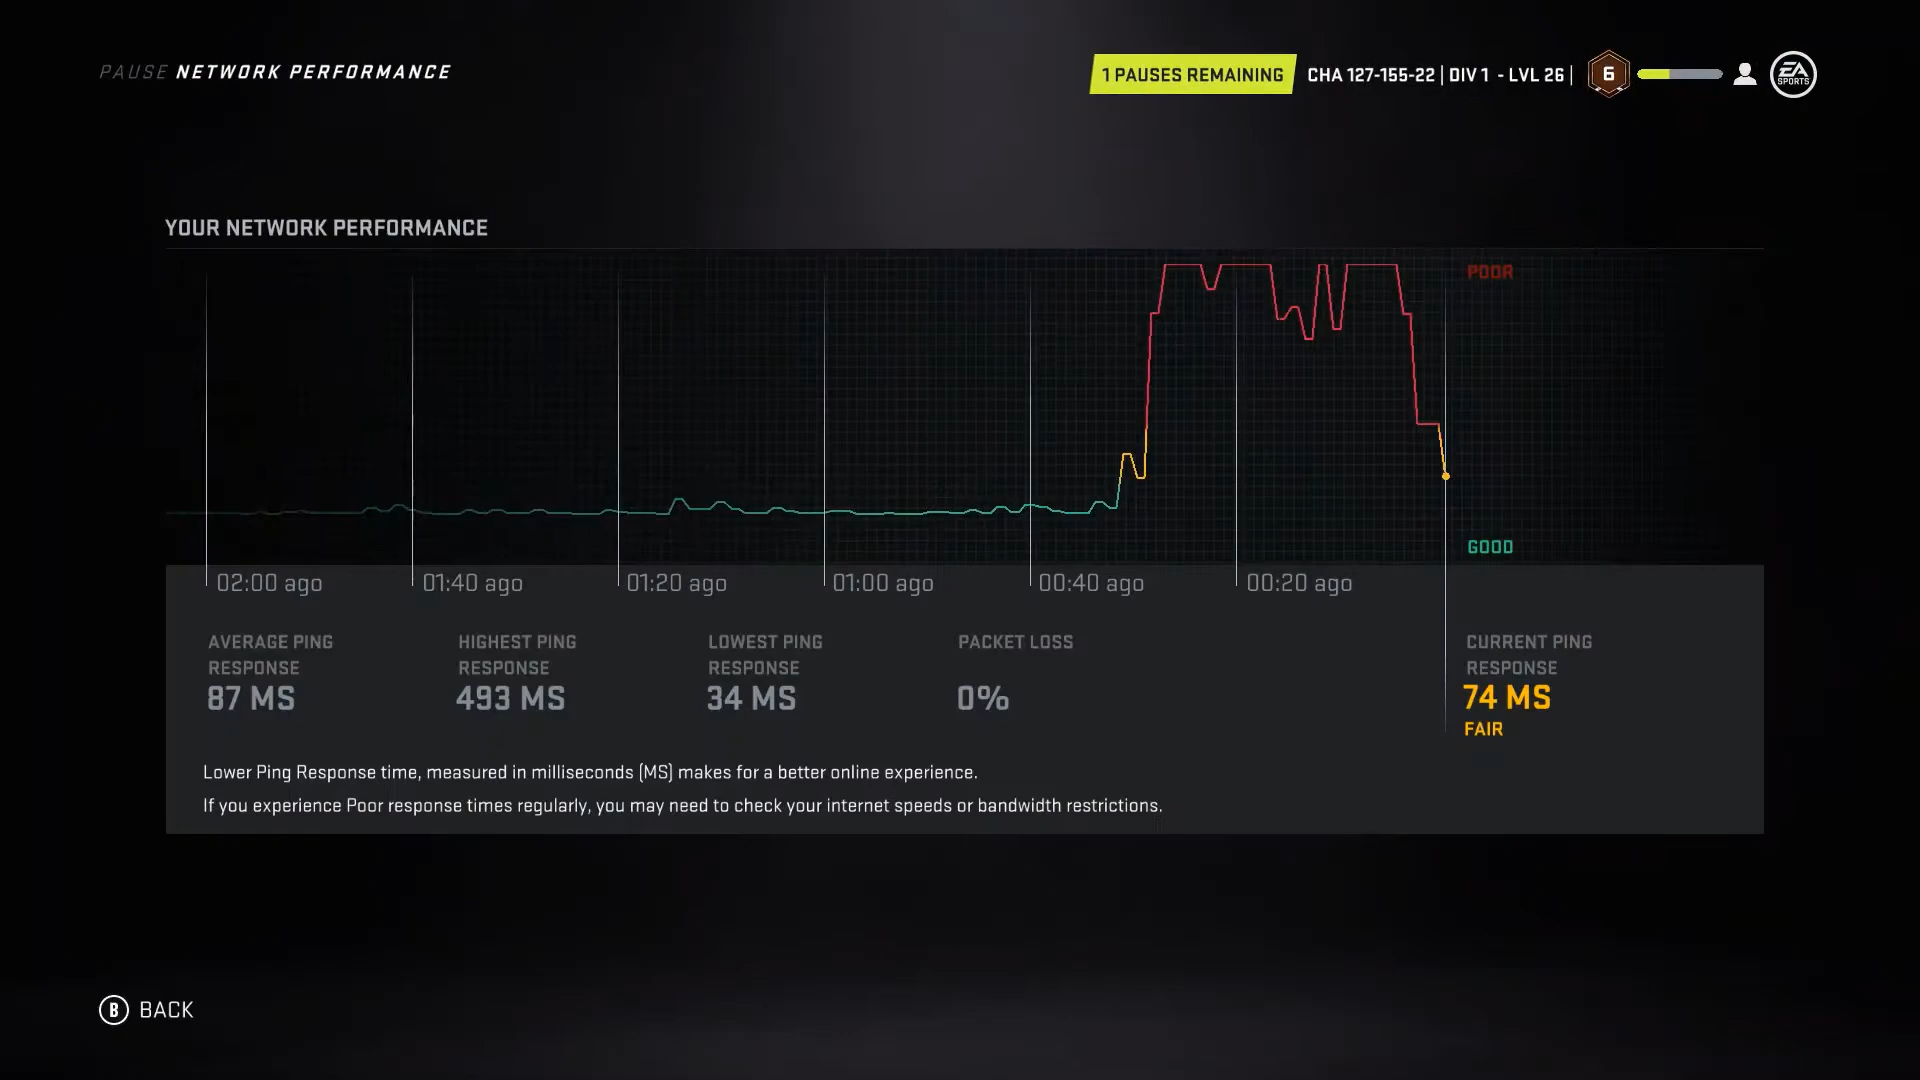 PAUSE NETWORK PERFORMANCE
1 PAUSES REMAINING
CHA 127-155-22 | DIV 1 - LVL 26 |
6
EA
SPORTS
YOUR NETWORK PERFORMANCE
POOR
GOOD
02:00 ago
01:40 ago
01:20 ago
01:00 ago
00:40 ago
00:20 ago
AVERAGE PING
RESPONSE
87 MS
HIGHEST PING
RESPONSE
493 MS
LOWEST PING
RESPONSE
34 MS
PACKET LOSS
0%
CURRENT PING
RESPONSE
74 MS
FAIR
Lower Ping Response time, measured in milliseconds (MS) makes for a better online experience.
If you experience Poor response times regularly, you may need to check your internet speeds or bandwidth restrictions.
B BACK